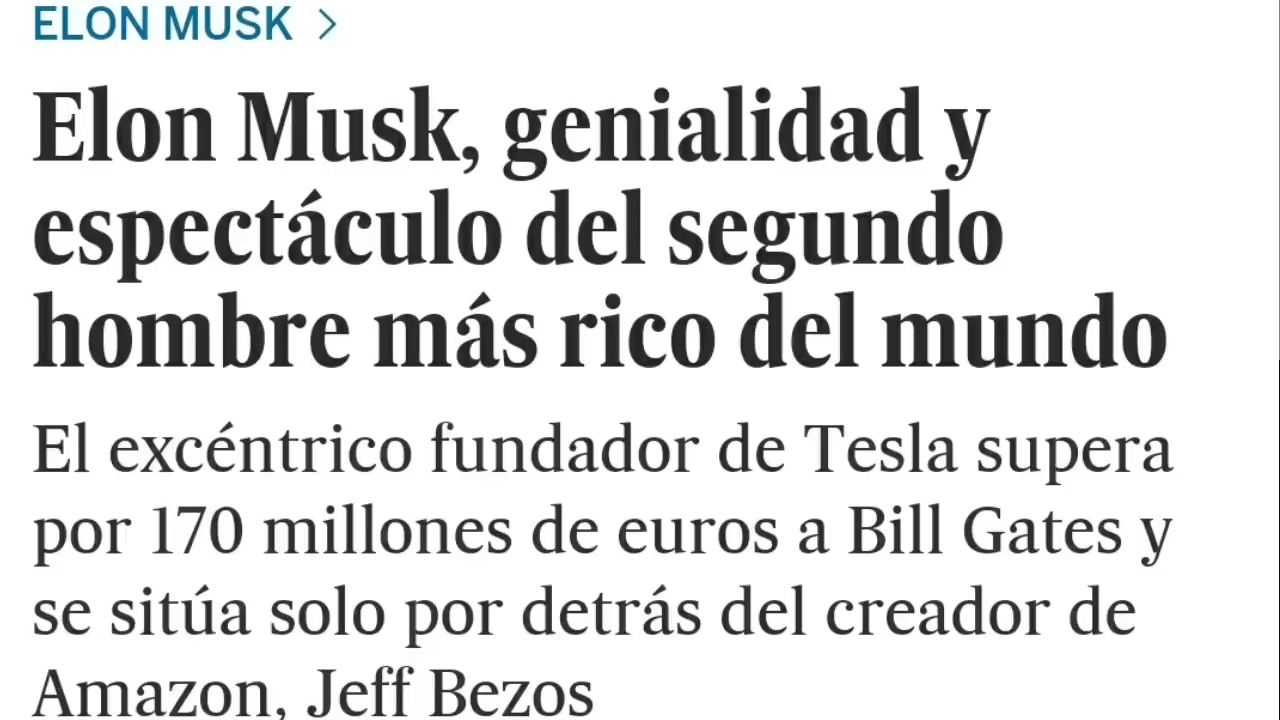 ELON MUSK >
Elon Musk, genialidad y
espectáculo del segundo
hombre más rico del mundo
El excéntrico fundador de Tesla supera
por 170 millones de euros a Bill Gates y
se sitúa solo por detrás del creador de
Amazon, Jeff Bezos